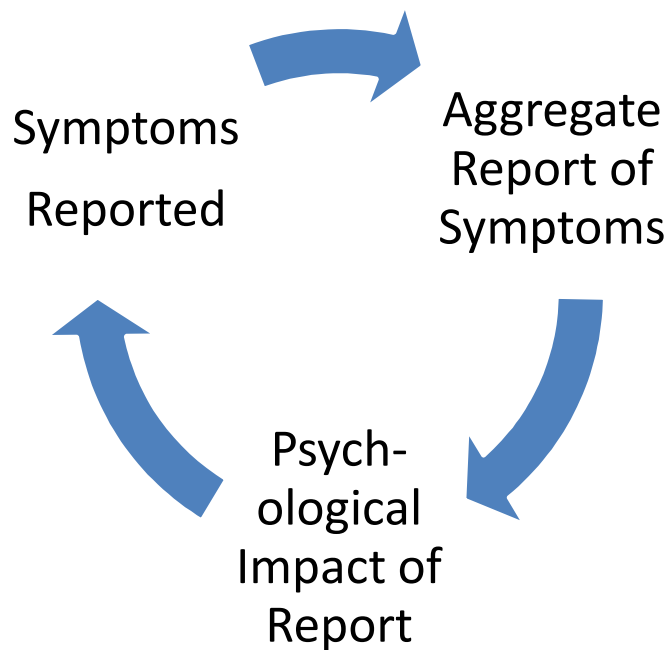 Symptoms
Reported
Aggregate
Report of
Symptoms
Psych-
ological
Impact of
Report